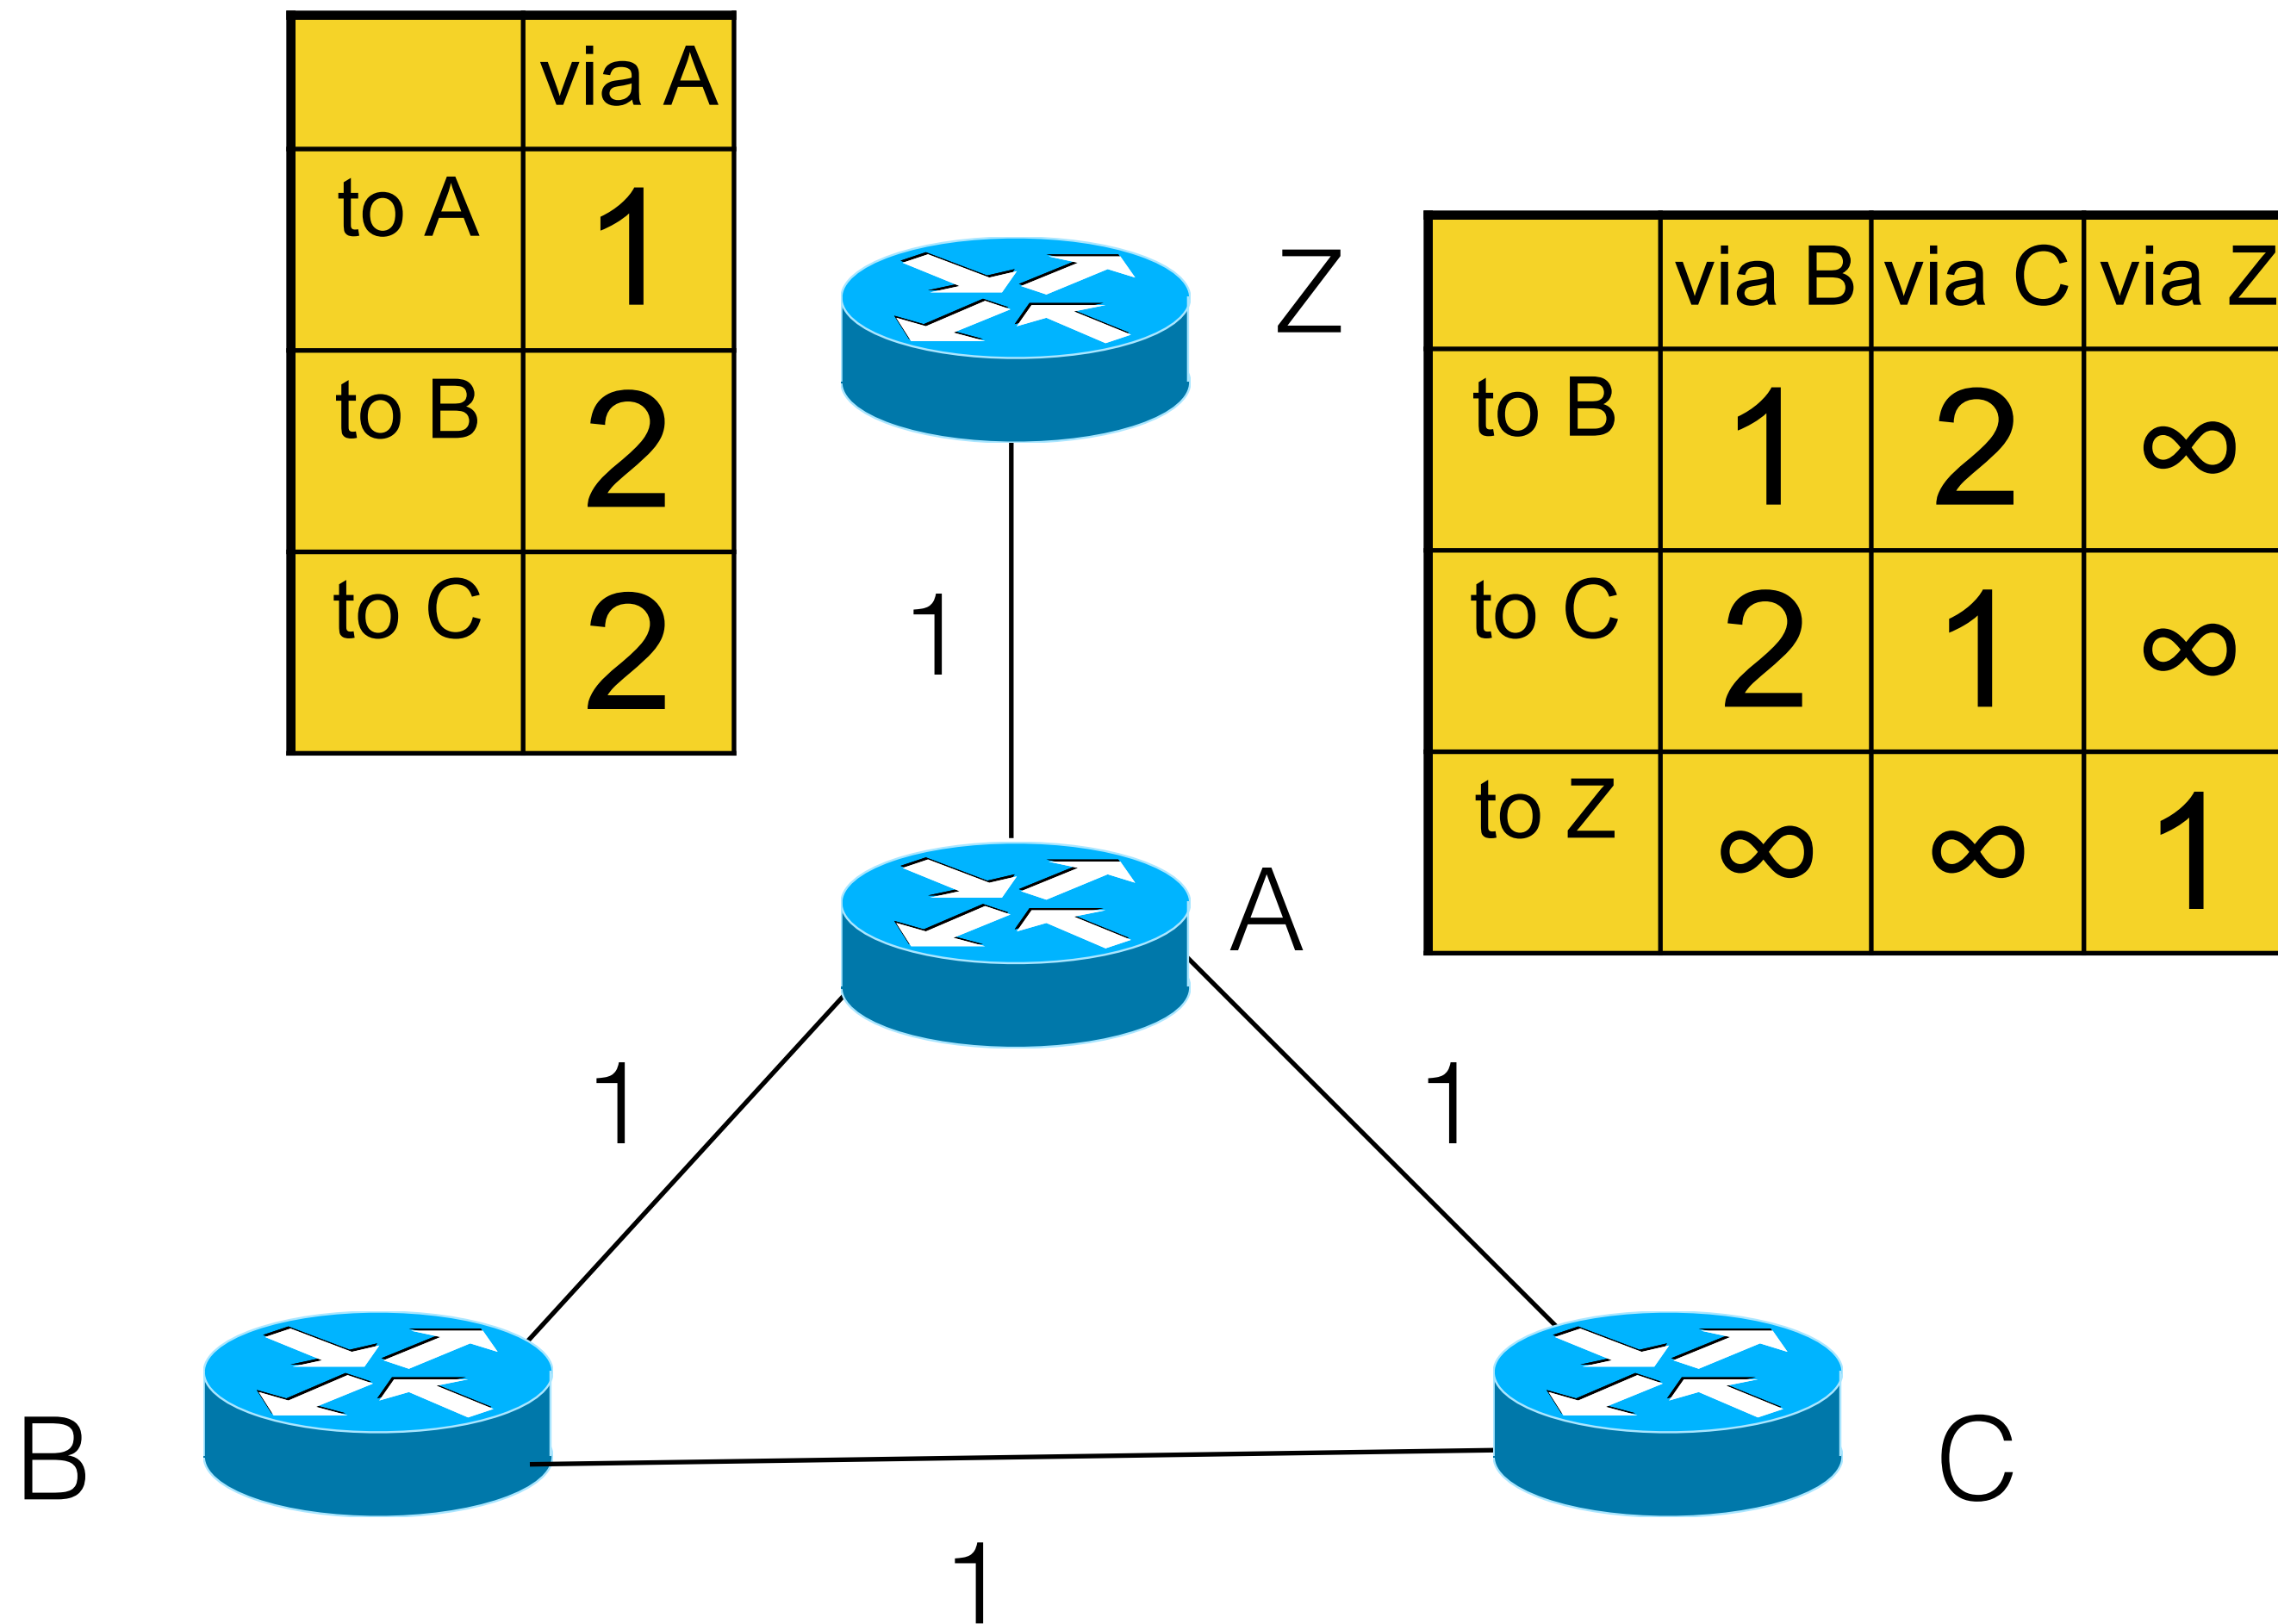 via A
to A 1
to B 2
to C 2
Z
via B via C via Z
to B 1 2 ∞
to C 2 1 ∞
to Z ∞ ∞ 1
1
A
1
1
B
C
1